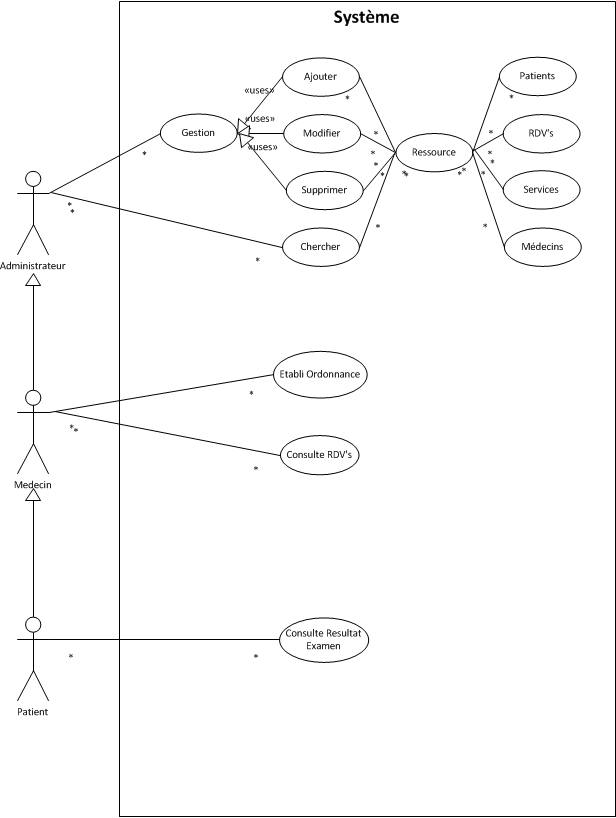 Système
Ajouter
Patients
«uses»
«uses»
Gestion
Modifier
RDV's
«uses»
Ressource
Supprimer
Services
Chercher
Médecins
Administrateur
Etabli Ordonnance
Consulte RDV's
Medecin
Consulte Resultat
Examen
Patient